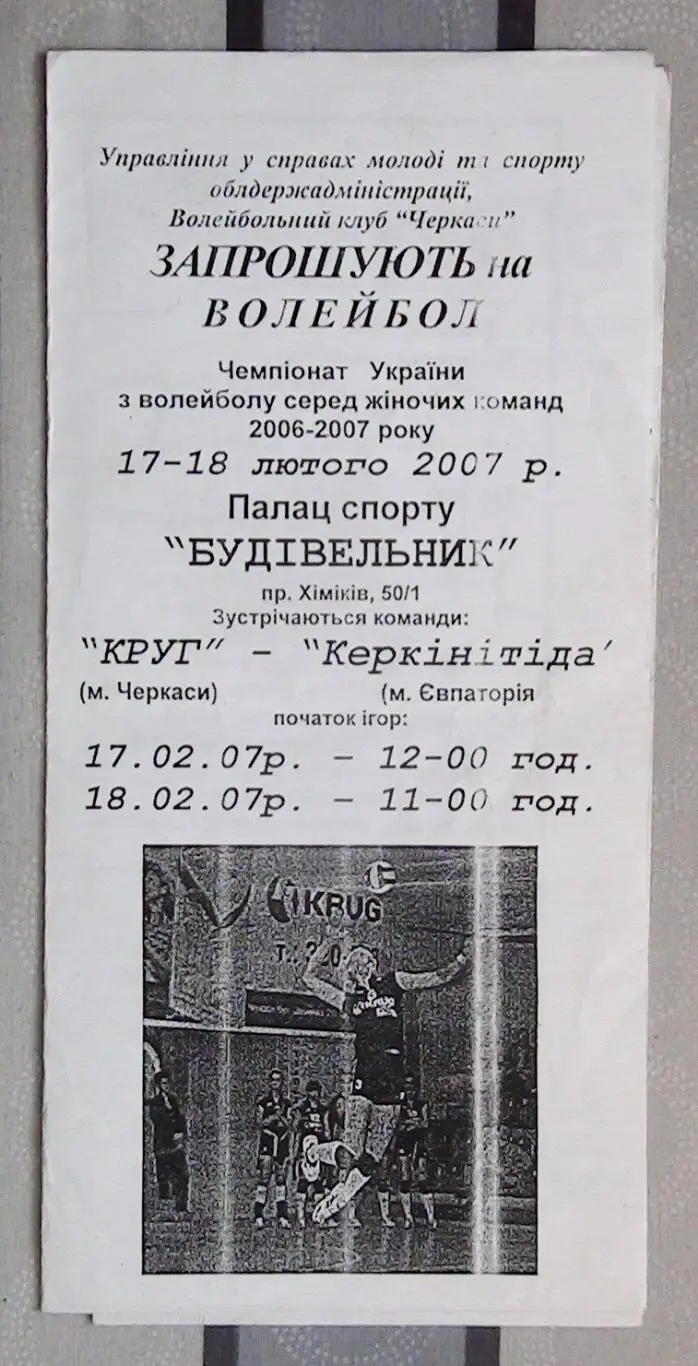 Управління у справах молоді та спорту
облдержадміністрації,
Волейбольний клуб “Черкаси”
ЗАПРОШУЮТЬ на
ВОЛЕЙБОЛ
Чемпіонат України
з волейболу серед жіночих команд
2006-2007 року
17-18 лютого 2007 р.
Палац спорту
“БУДІВЕЛЬНИК”
пр. Хіміків, 50/1
Зустрічаються команди:
“КРУГ” - “Керкінітіда’
(м. Черкаси) (м. Євпаторія
початок ігор:
17.02.07р. - 12-00 год.
18.02.07р. - 11-00 год.
KRUG